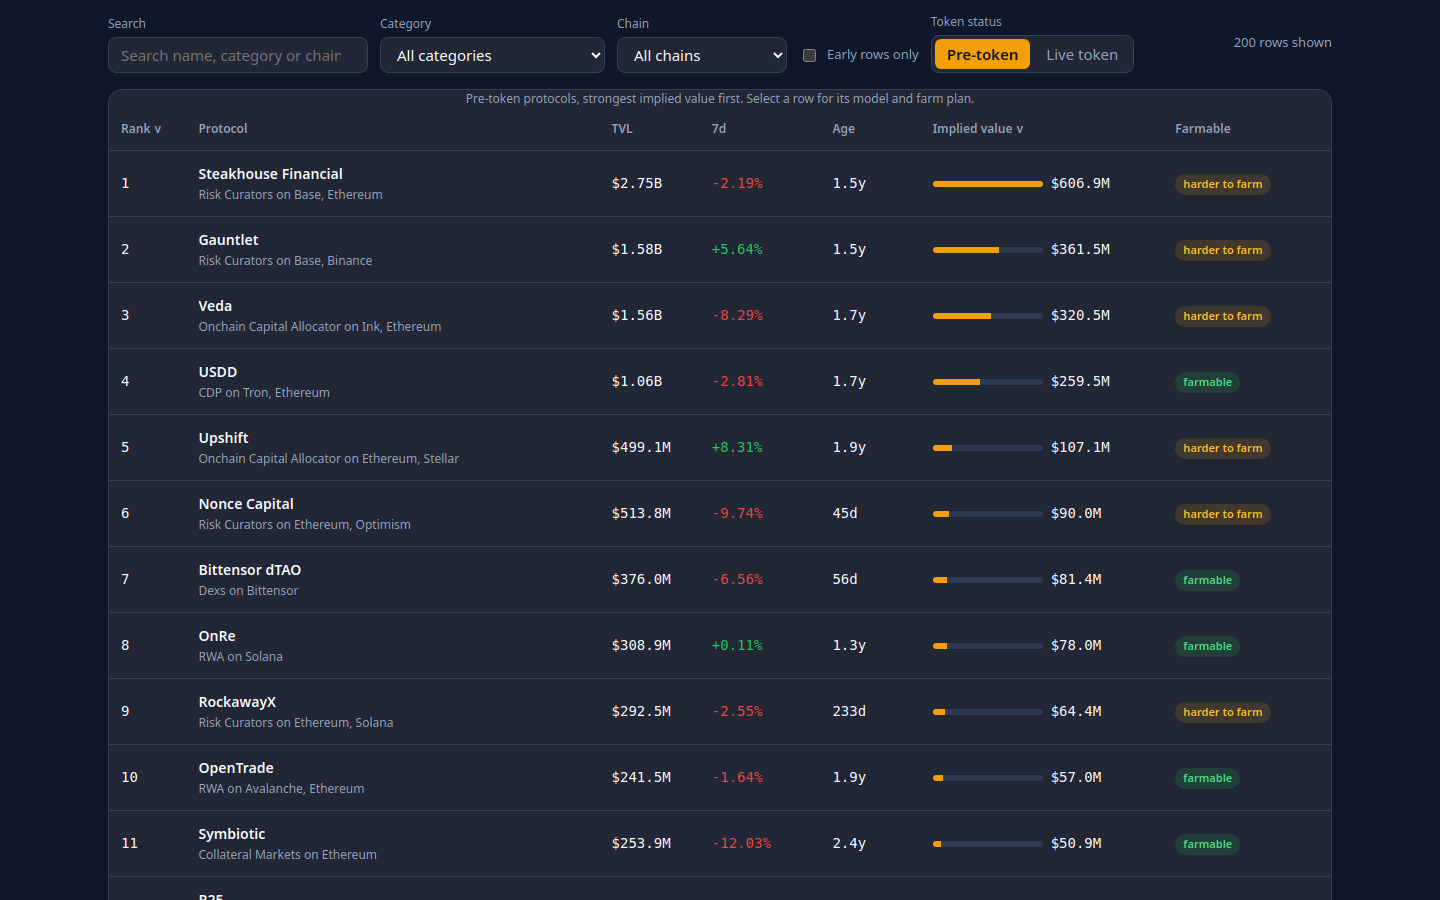 Search
Category
Chain
Token status
Search name, category or chain
All categories
All chains
Early rows only
Pre-token
Live token
200 rows shown
Pre-token protocols, strongest implied value first. Select a row for its model and farm plan.
Rank v Protocol TVL 7d Age Implied value v Farmable
1 Steakhouse Financial $2.75B -2.19% 1.5y $606.9M harder to farm
Risk Curators on Base, Ethereum
2 Gauntlet $1.58B +5.64% 1.5y $361.5M harder to farm
Risk Curators on Base, Binance
3 Veda $1.56B -8.29% 1.7y $320.5M harder to farm
Onchain Capital Allocator on Ink, Ethereum
4 USDD $1.06B -2.81% 1.7y $259.5M farmable
CDP on Tron, Ethereum
5 Upshift $499.1M +8.31% 1.9y $107.1M harder to farm
Onchain Capital Allocator on Ethereum, Stellar
6 Nonce Capital $513.8M -9.74% 45d $90.0M harder to farm
Risk Curators on Ethereum, Optimism
7 Bittensor dTAO $376.0M -6.56% 56d $81.4M farmable
Dexs on Bittensor
8 OnRe $308.9M +0.11% 1.3y $78.0M farmable
RWA on Solana
9 RockawayX $292.5M -2.55% 233d $64.4M harder to farm
Risk Curators on Ethereum, Solana
10 OpenTrade $241.5M -1.64% 1.9y $57.0M farmable
RWA on Avalanche, Ethereum
11 Symbiotic $253.9M -12.03% 2.4y $50.9M farmable
Collateral Markets on Ethereum